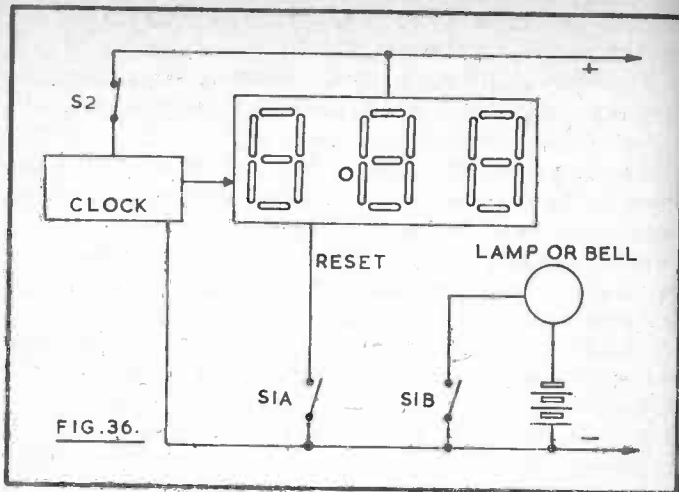 +
S2
CLOCK
RESET
LAMP OR BELL
S1A
S1B
FIG.36.
−